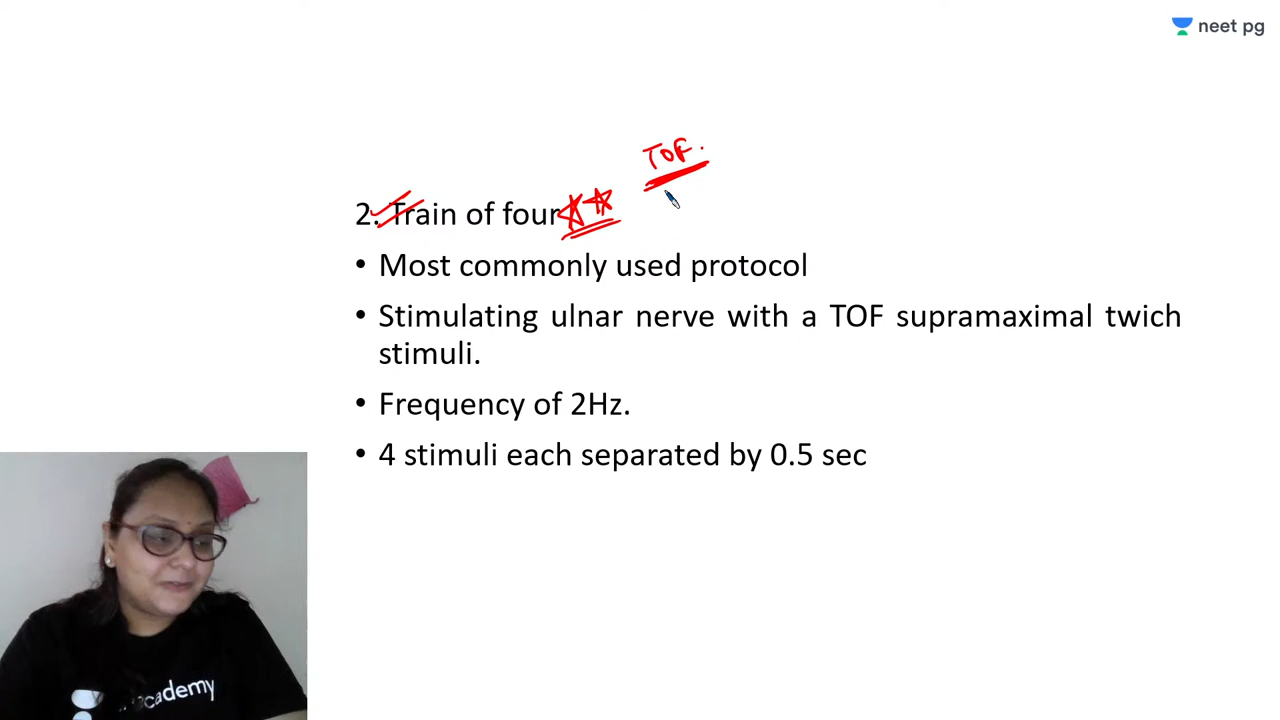 neet pg
TOF.
2. Train of four
• Most commonly used protocol
• Stimulating ulnar nerve with a TOF supramaximal twich
stimuli.
• Frequency of 2Hz.
• 4 stimuli each separated by 0.5 sec